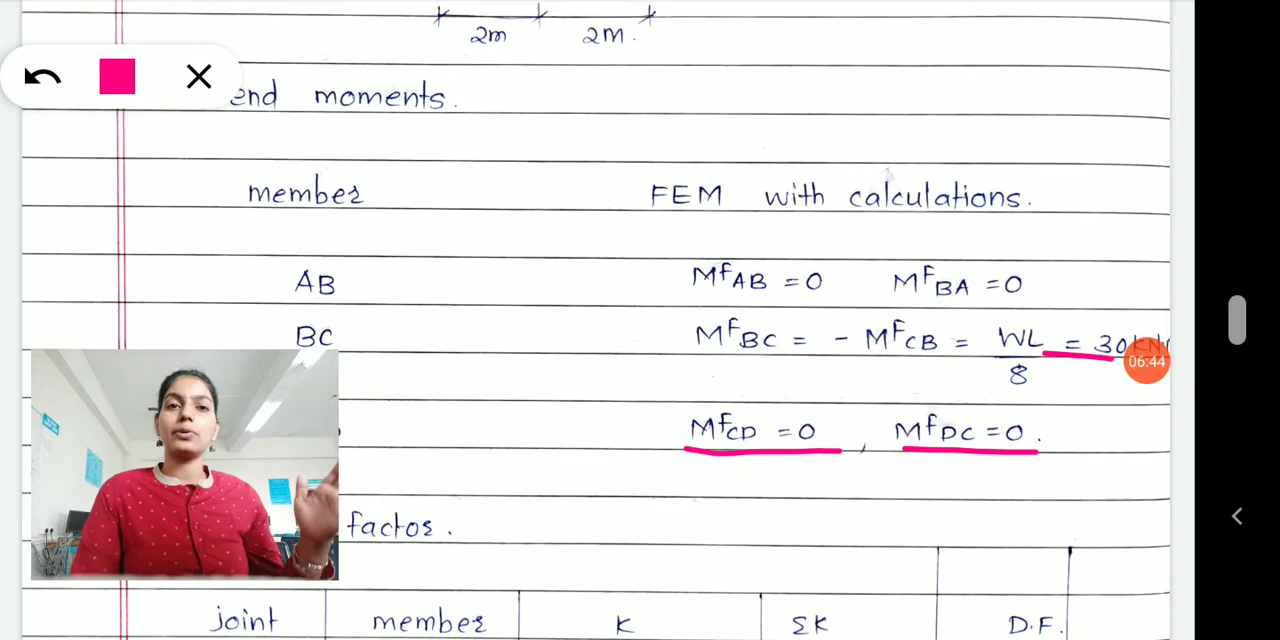 2m 2m.
end moments.
member FEM with calculations.
AB MFAB = 0 MFBA = 0
BC MFBC = - MFCB = WL/8 = 30
06:44
MFCD = 0, MFDC = 0.
factos.
joint member K ΣK D.F.